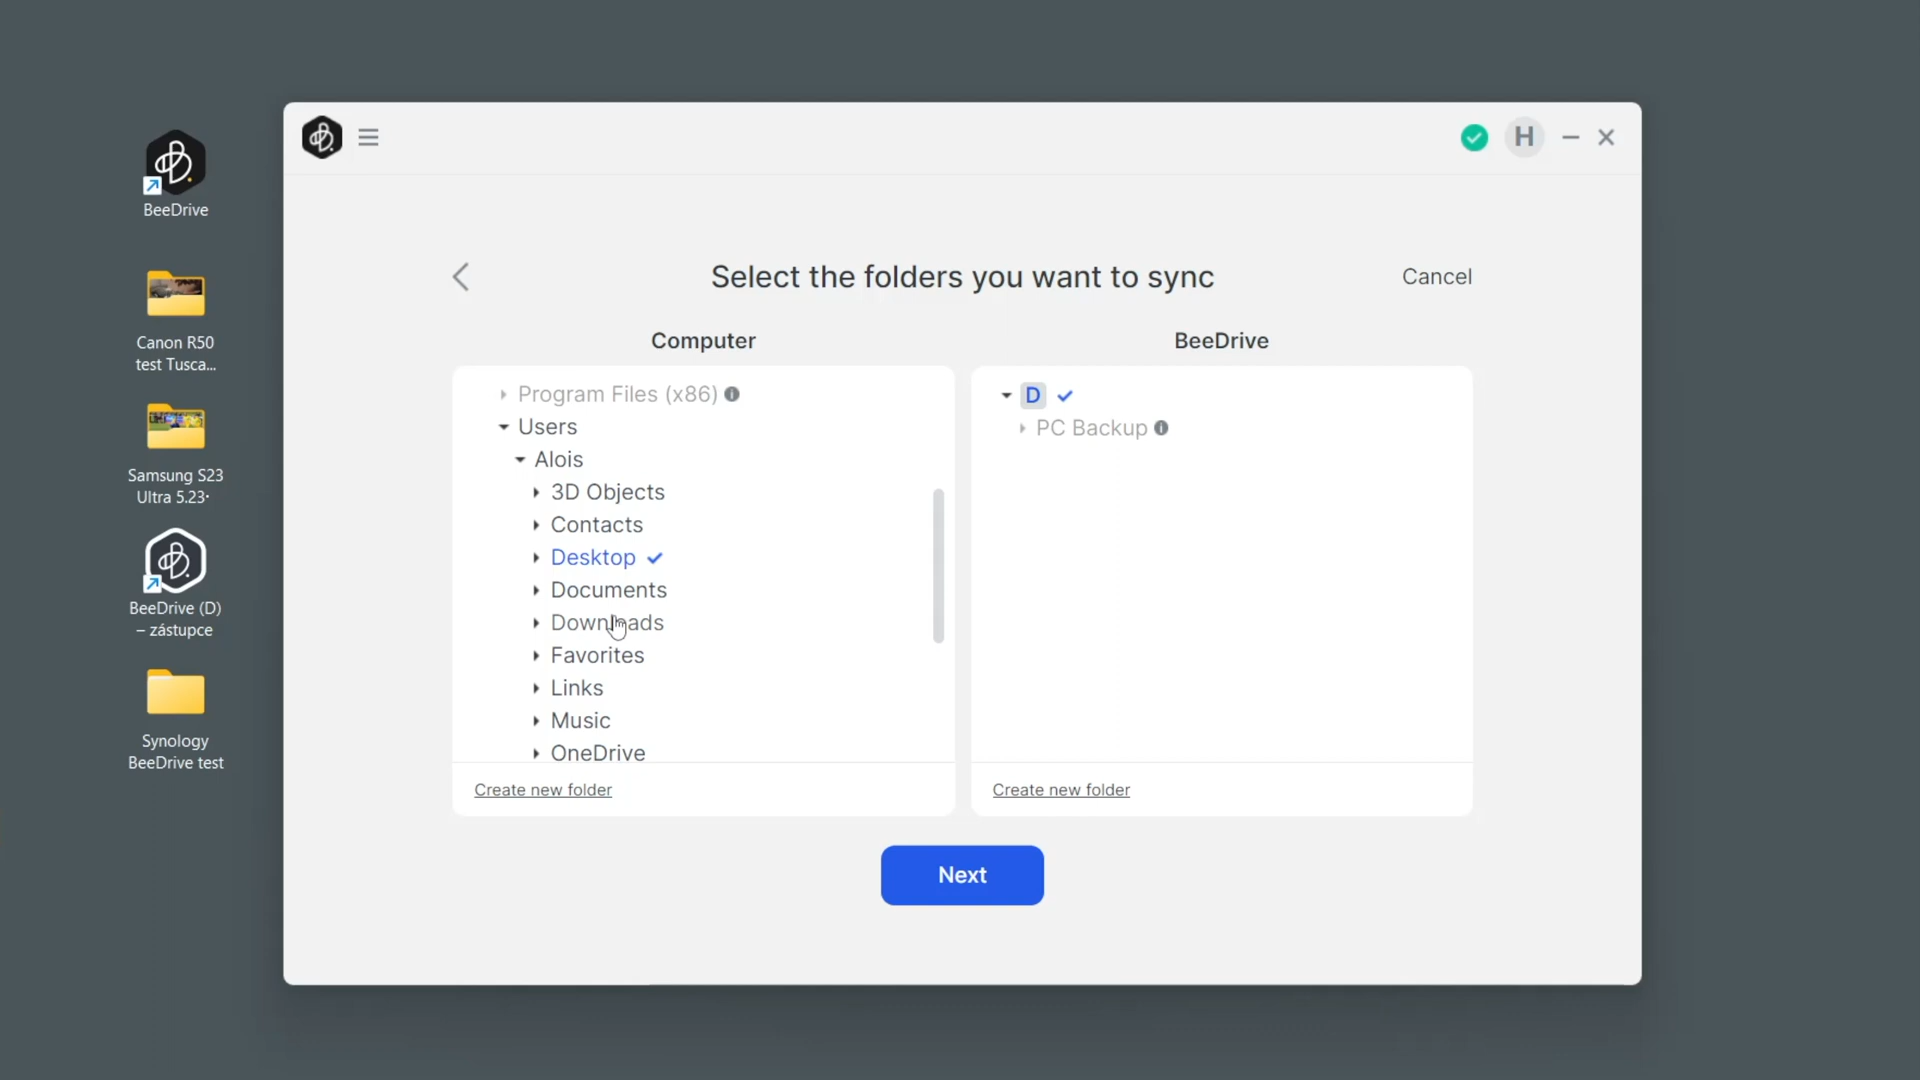 BeeDrive
Canon R50
test Tusca...
Samsung S23
Ultra 5.23·
BeeDrive (D)
– zástupce
Synology
BeeDrive test
H
Select the folders you want to sync
Cancel
Computer
Program Files (x86)
Users
Alois
3D Objects
Contacts
Desktop
Documents
Downloads
Favorites
Links
Music
OneDrive
Create new folder
BeeDrive
D
PC Backup
Create new folder
Next